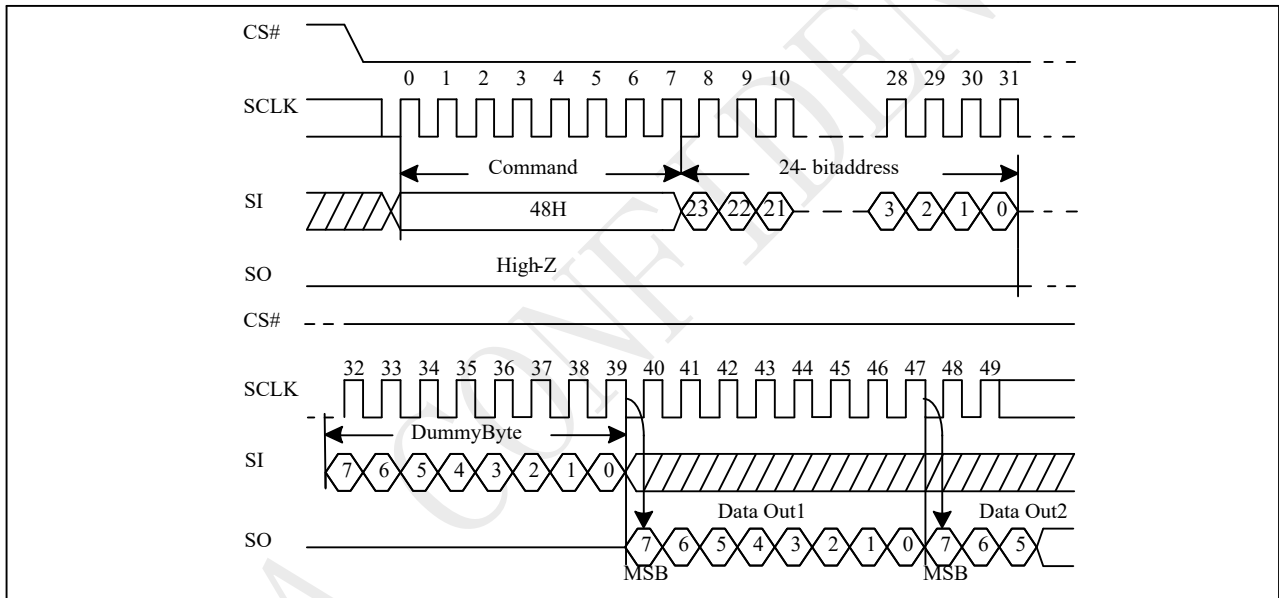 CS#
0 1 2 3 4 5 6 7 8 9 10 28 29 30 31
SCLK
Command 24- bitaddress
SI 48H 23 22 21 3 2 1 0
High-Z
SO
CS#
32 33 34 35 36 37 38 39 40 41 42 43 44 45 46 47 48 49
SCLK
DummyByte
SI 7 6 5 4 3 2 1 0
Data Out1 Data Out2
SO 7 6 5 4 3 2 1 0 7 6 5
MSB MSB